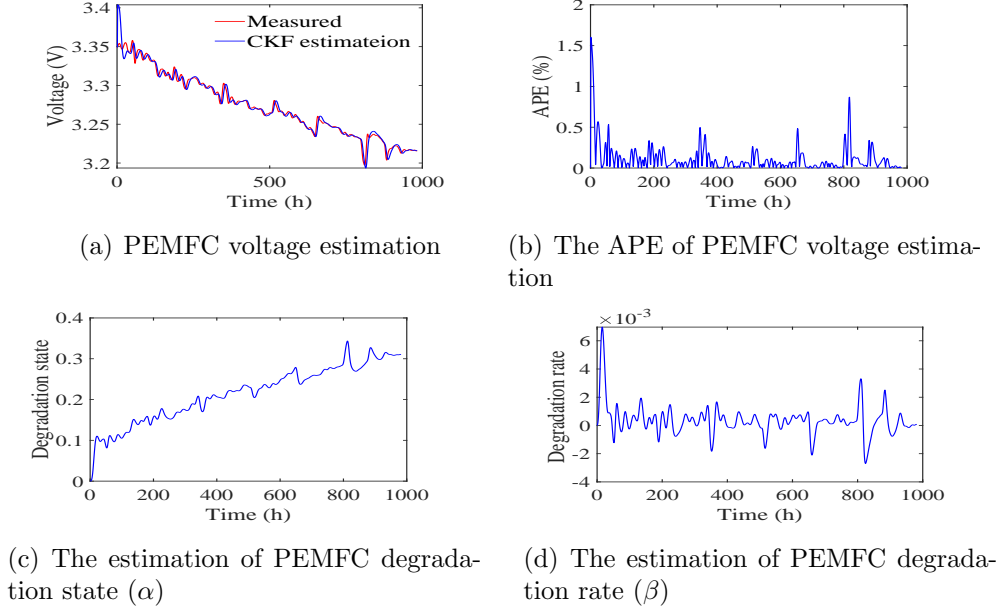 3.4
3.35
3.3
3.25
3.2
Voltage (V)
Measured
CKF estimateion
0
500
1000
Time (h)
(a) PEMFC voltage estimation
2
1.5
1
0.5
0
APE (%)
0
200
400
600
800
1000
Time (h)
(b) The APE of PEMFC voltage estima-
tion
0.4
0.3
0.2
0.1
0
Degradation state
0
200
400
600
800
1000
Time (h)
(c) The estimation of PEMFC degrada-
tion state (α)
×10⁻³
6
4
2
0
-2
-4
Degradation rate
0
200
400
600
800
1000
Time (h)
(d) The estimation of PEMFC degrada-
tion rate (β)